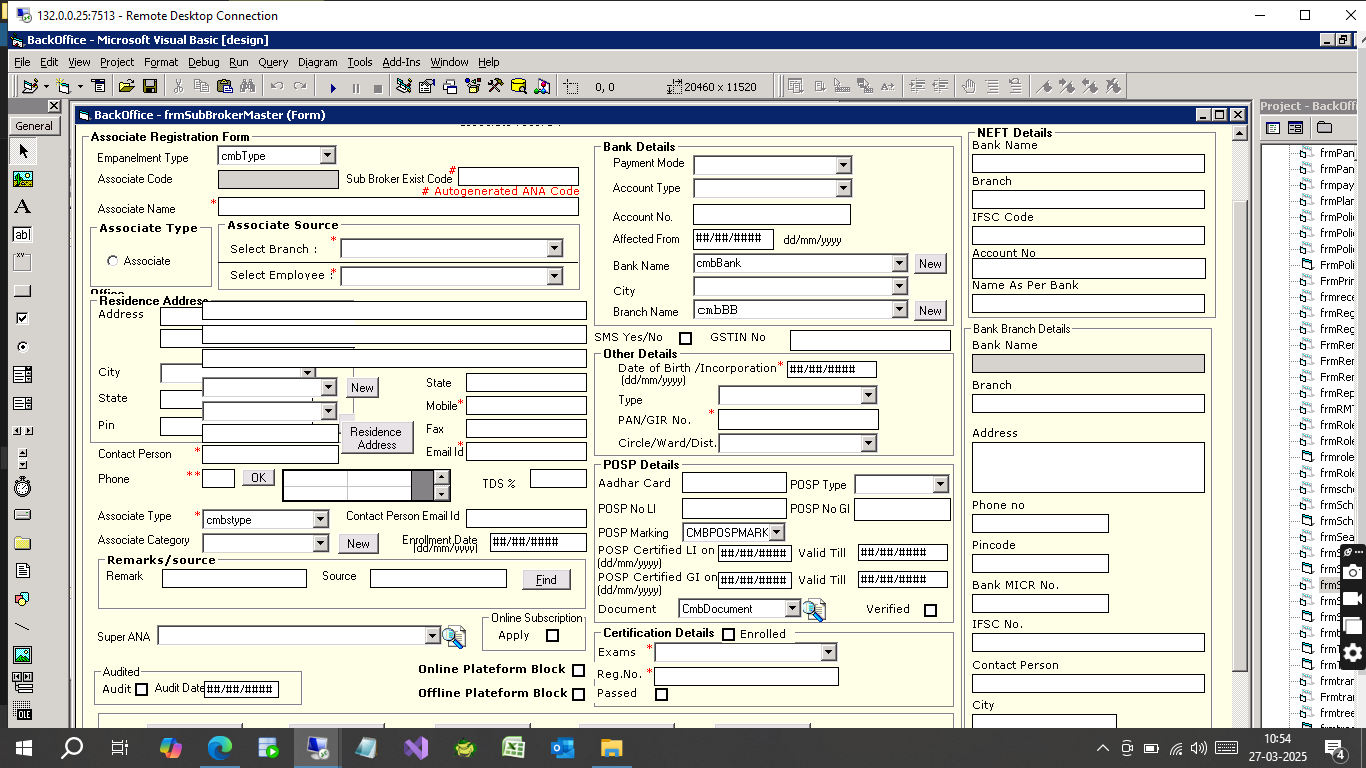 132.0.0.25:7513 - Remote Desktop Connection
BackOffice - Microsoft Visual Basic [design]
File Edit View Project Format Debug Run Query Diagram Tools Add-Ins Window Help
0, 0 20460 x 11520
General
BackOffice - frmSubBrokerMaster (Form)
Project - BackOffi
Associate Registration Form
Empanelment Type cmbType
Associate Code Sub Broker Exist Code #
# Autogenerated ANA Code
Associate Name *
Associate Type
Associate
Associate Source
Select Branch : *
Select Employee : *
Office
Residence Address
Address
City New
State
Pin
State
Mobile*
Fax
Email Id *
Residence Address
Contact Person *
Phone ** OK TDS %
Associate Type * cmbstype Contact Person Email Id
Associate Category New Enrollment Date (dd/mm/yyyy) ##/##/####
Remarks/source
Remark Source Find
Super ANA
Online Subscription
Apply
Audited
Audit Audit Date ##/##/####
Online Plateform Block
Offline Plateform Block
Bank Details
Payment Mode
Account Type
Account No.
Affected From ##/##/#### dd/mm/yyyy
Bank Name cmbBank New
City
Branch Name cmbBB New
SMS Yes/No GSTIN No
Other Details
Date of Birth /Incorporation* ##/##/####
(dd/mm/yyyy)
Type
PAN/GIR No. *
Circle/Ward/Dist.
POSP Details
Aadhar Card POSP Type
POSP No LI POSP No GI
POSP Marking CMBPOSPMARK
POSP Certified LI on ##/##/#### Valid Till ##/##/####
(dd/mm/yyyy)
POSP Certified GI on ##/##/#### Valid Till ##/##/####
(dd/mm/yyyy)
Document CmbDocument Verified
Certification Details Enrolled
Exams *
Reg.No. *
Passed
NEFT Details
Bank Name
Branch
IFSC Code
Account No
Name As Per Bank
Bank Branch Details
Bank Name
Branch
Address
Phone no
Pincode
Bank MICR No.
IFSC No.
Contact Person
City
frmPan
frmPan
frmpay
frmPlar
frmPoli
frmPoli
frmPoli
FrmPoli
FrmPrin
frmrece
frmReg
frmReg
FrmRer
FrmRer
FrmRer
frmRep
frmRMT
frmrole
frmrole
frmRole
frmsch
frmSch
frmSch
frmSea
frmS
frmS
frmS
frmS
frmS
frmt
frmT
frmtrar
Frmtra
frmtree
10:54
27-03-2025
4